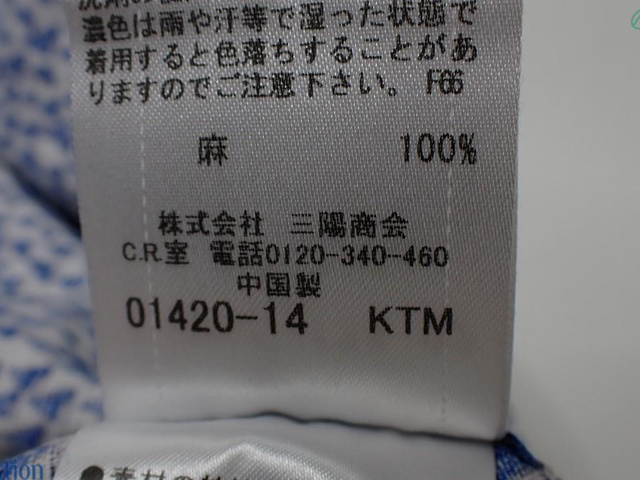 濃色は雨や汗等で湿った状態で
着用すると色落ちすることがあ
りますのでご注意下さい。 F66
麻 100%
株式会社 三陽商会
C.R.室 電話0120-340-460
中国製
01420-14 KTM